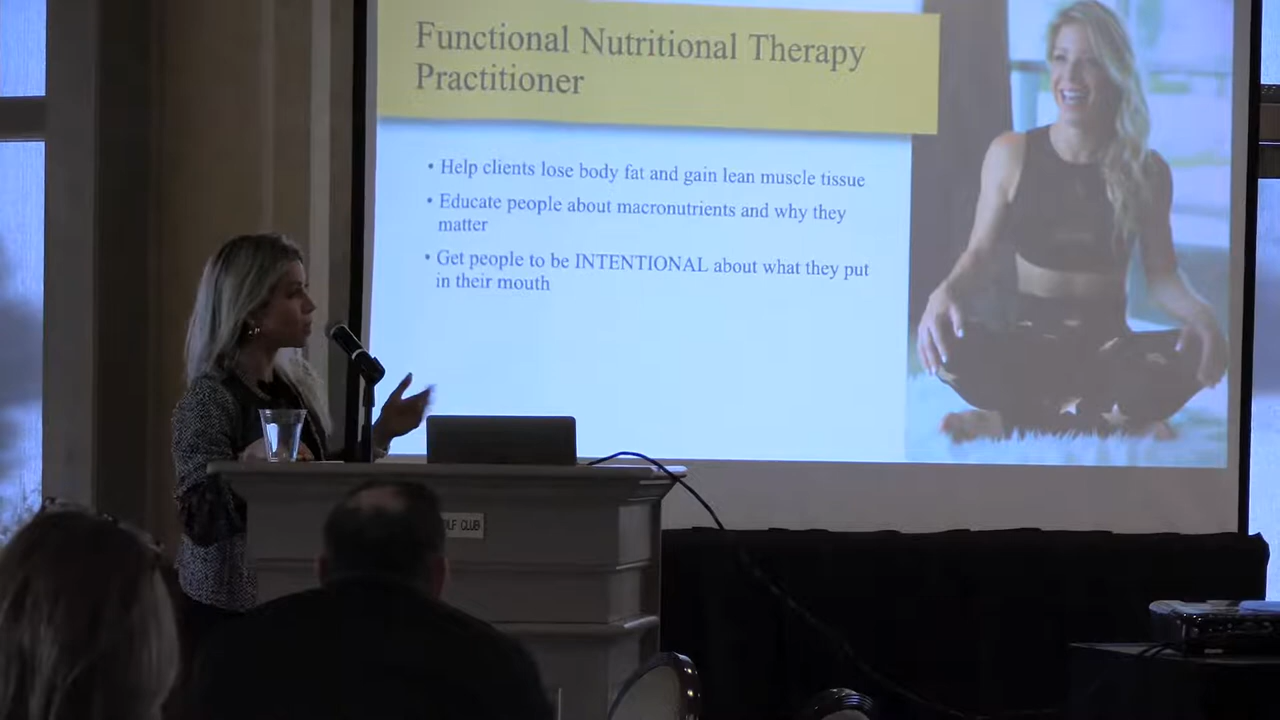 Functional Nutritional Therapy
Practitioner
• Help clients lose body fat and gain lean muscle tissue
• Educate people about macronutrients and why they
matter
• Get people to be INTENTIONAL about what they put
in their mouth
CLUB